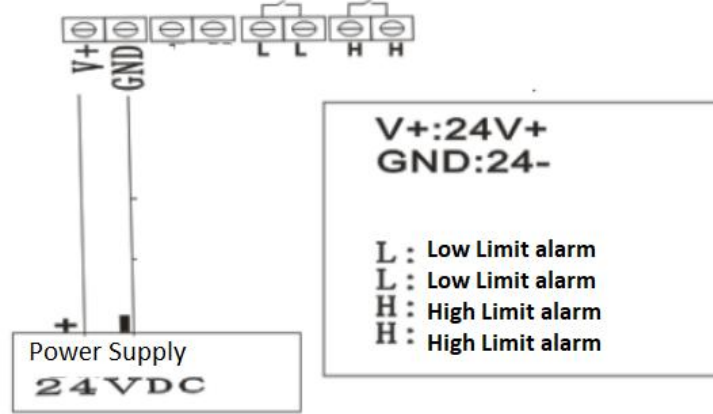 L L H H
V+ GND
V+:24V+
GND:24-
L : Low Limit alarm
L : Low Limit alarm
H : High Limit alarm
H : High Limit alarm
+ -
Power Supply
24VDC